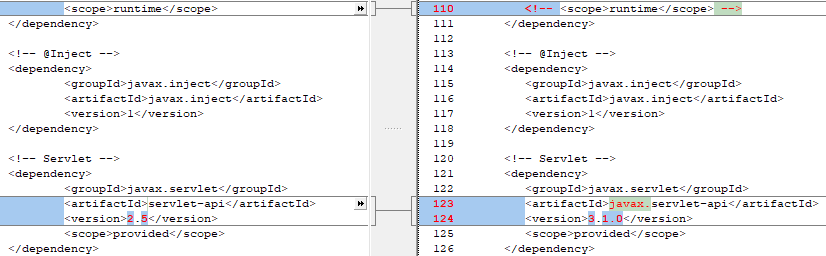 <scope>runtime</scope>
</dependency>
<!-- @Inject -->
<dependency>
<groupId>javax.inject</groupId>
<artifactId>javax.inject</artifactId>
<version>1</version>
</dependency>
<!-- Servlet -->
<dependency>
<groupId>javax.servlet</groupId>
<artifactId>servlet-api</artifactId>
<version>2.5</version>
<scope>provided</scope>
</dependency>
110 <!-- <scope>runtime</scope> -->
111 </dependency>
112
113 <!-- @Inject -->
114 <dependency>
115 <groupId>javax.inject</groupId>
116 <artifactId>javax.inject</artifactId>
117 <version>1</version>
118 </dependency>
119
120 <!-- Servlet -->
121 <dependency>
122 <groupId>javax.servlet</groupId>
123 <artifactId>javax.servlet-api</artifactId>
124 <version>3.1.0</version>
125 <scope>provided</scope>
126 </dependency>